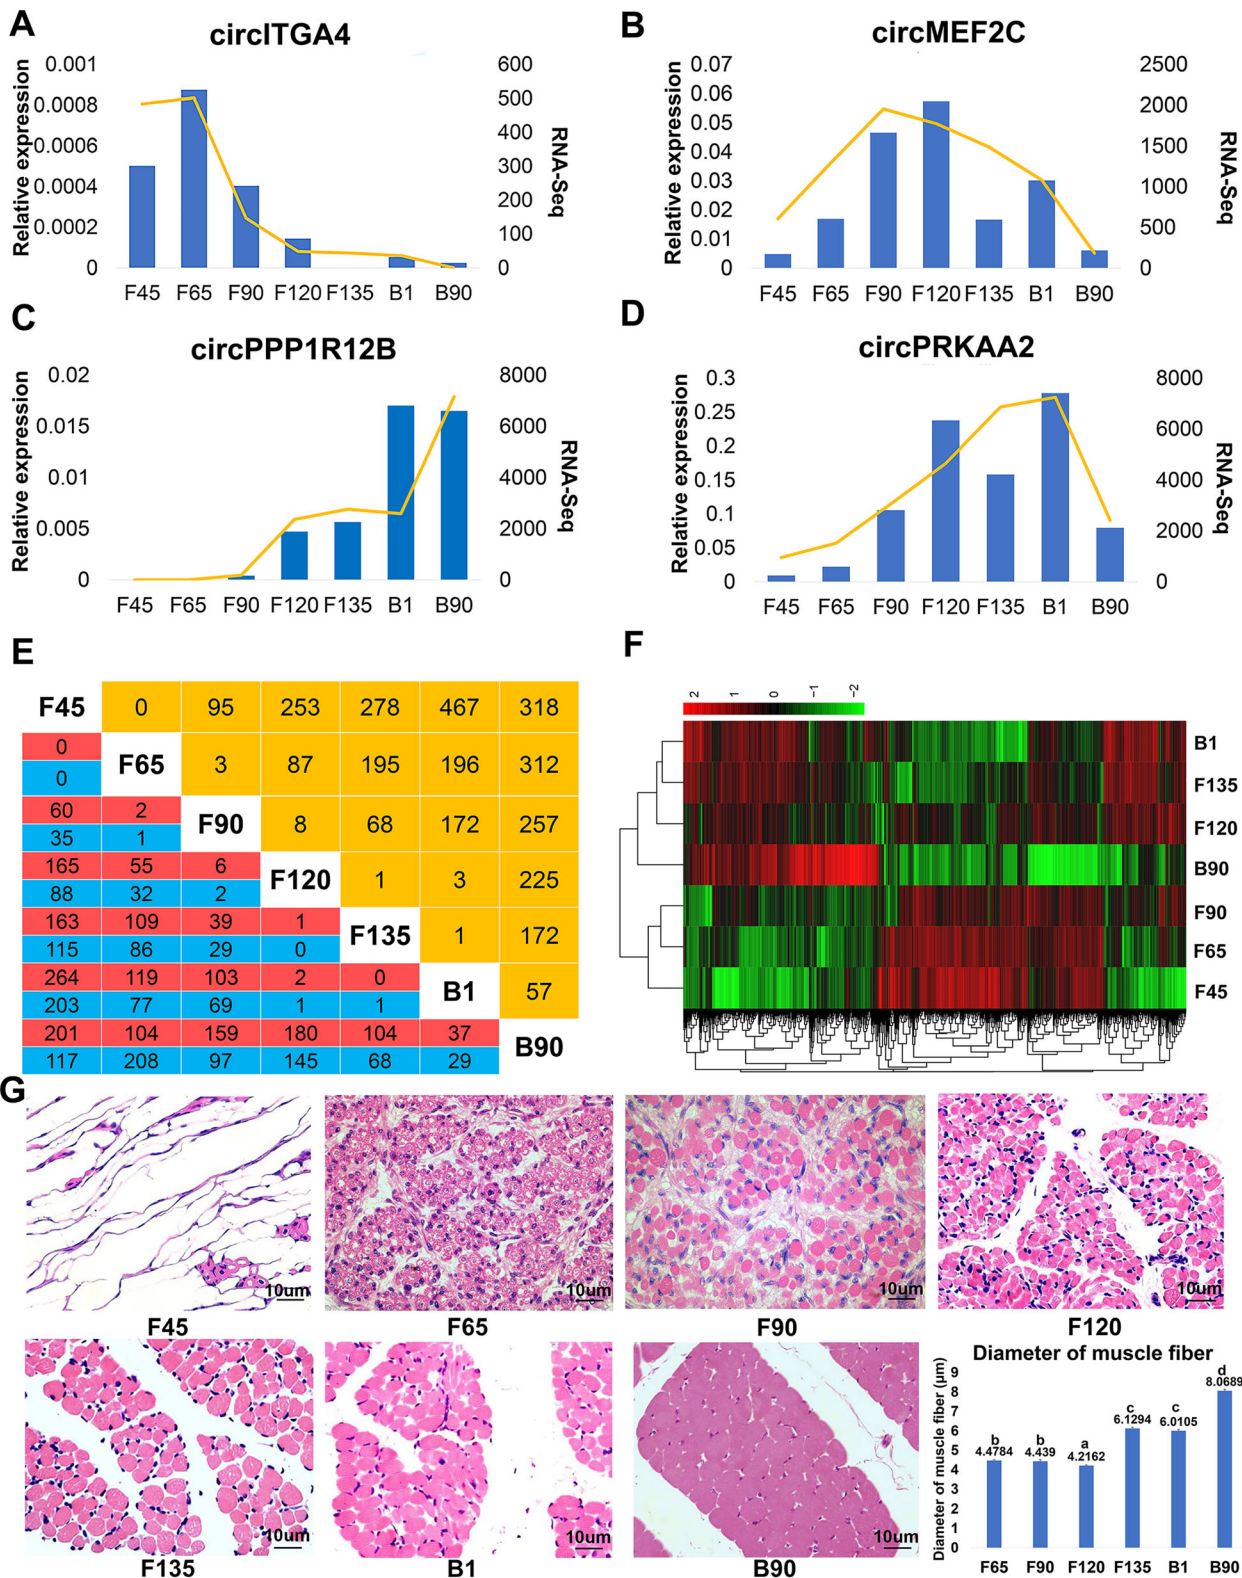 A
circITGA4
Relative expression
0.001
0.0008
0.0006
0.0004
0.0002
0
600
500
400
300
200
100
0
RNA-Seq
F45 F65 F90 F120 F135 B1 B90
B
circMEF2C
Relative expression
0.07
0.06
0.05
0.04
0.03
0.02
0.01
0
2500
2000
1500
1000
500
0
RNA-Seq
F45 F65 F90 F120 F135 B1 B90
C
circPPP1R12B
Relative expression
0.02
0.015
0.01
0.005
0
8000
6000
4000
2000
0
RNA-Seq
F45 F65 F90 F120 F135 B1 B90
D
circPRKAA2
Relative expression
0.3
0.25
0.2
0.15
0.1
0.05
0
8000
6000
4000
2000
0
RNA-Seq
F45 F65 F90 F120 F135 B1 B90
E
F45 0 95 253 278 467 318
0
0
F65 3 87 195 196 312
60 2
35 1
F90 8 68 172 257
165 55 6
88 32 2
F120 1 3 225
163 109 39 1
115 86 29 0
F135 1 172
264 119 103 2 0
203 77 69 1 1
B1 57
201 104 159 180 104 37
117 208 97 145 68 29
B90
F
2 1 0 -1 -2
B1
F135
F120
B90
F90
F65
F45
G
10um
F45
10um
F65
10um
F90
10um
F120
10um
F135
10um
B1
10um
B90
Diameter of muscle fiber
Diameter of muscle fiber (μm)
9
8
7
6
5
4
3
2
1
0
b
4.4784
b
4.439
a
4.2162
c
6.1294
c
6.0105
d
8.0689
F65 F90 F120 F135 B1 B90